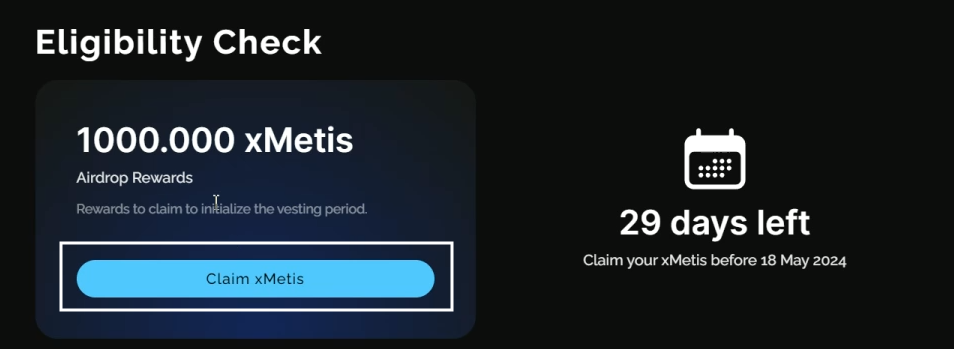 Eligibility Check
1000.000 xMetis
Airdrop Rewards
Rewards to claim to initialize the vesting period.
Claim xMetis
29 days left
Claim your xMetis before 18 May 2024